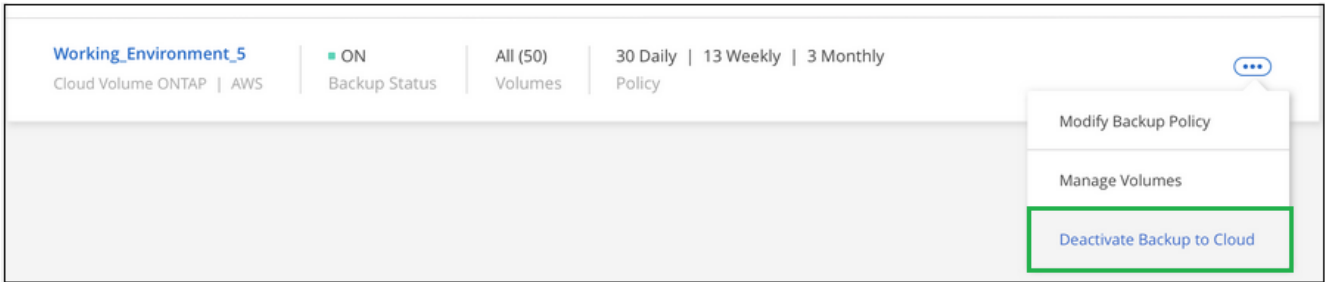 Working_Environment_5
Cloud Volume ONTAP | AWS
ON
Backup Status
All (50)
Volumes
30 Daily | 13 Weekly | 3 Monthly
Policy
Modify Backup Policy
Manage Volumes
Deactivate Backup to Cloud